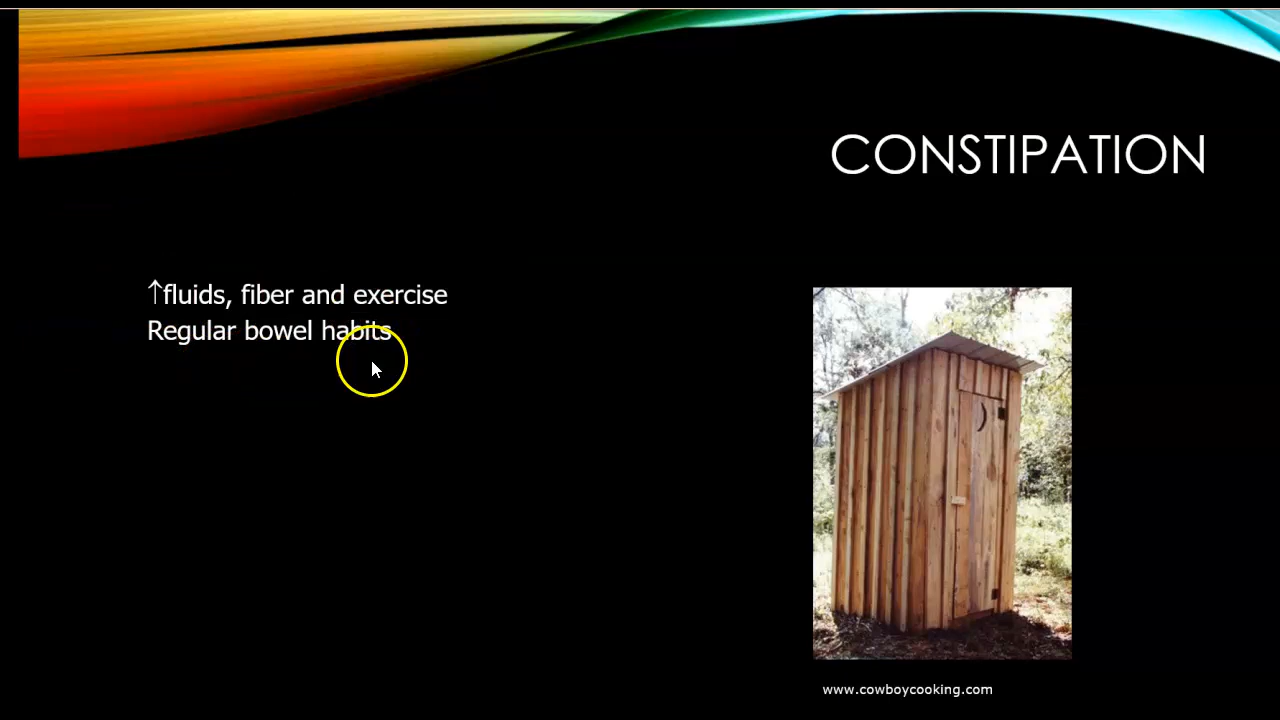 CONSTIPATION
↑fluids, fiber and exercise
Regular bowel habits
www.cowboycooking.com